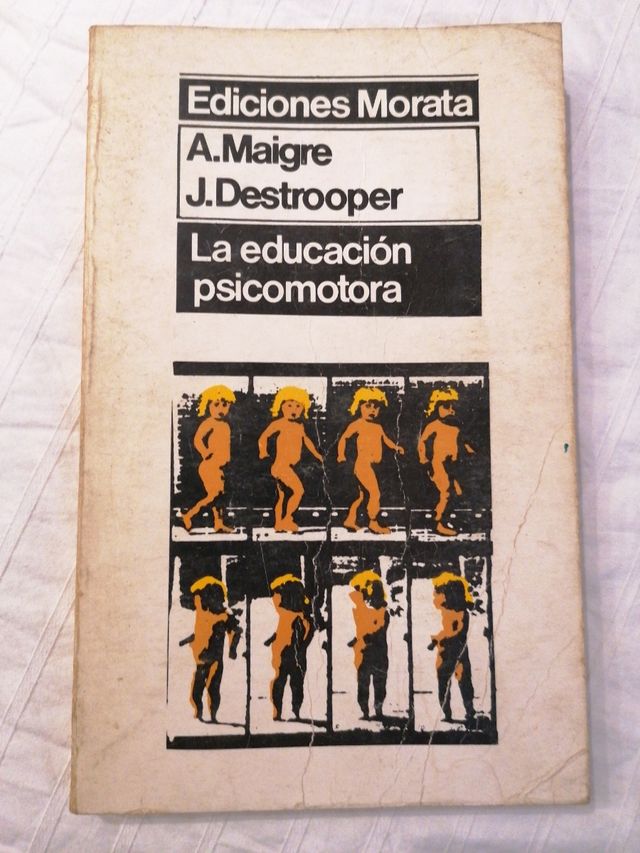 Ediciones Morata
A.Maigre
J.Destrooper
La educación
psicomotora